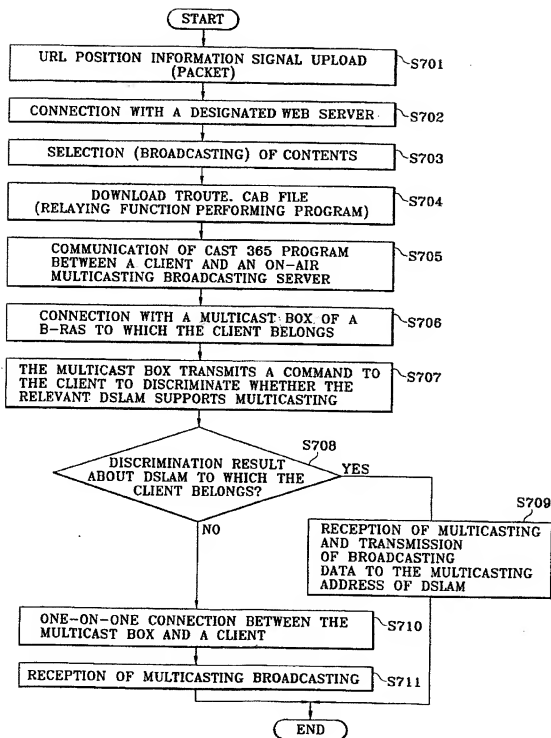 START
URL POSITION INFORMATION SIGNAL UPLOAD
(PACKET)
S701
CONNECTION WITH A DESIGNATED WEB SERVER
S702
SELECTION (BROADCASTING) OF CONTENTS
S703
DOWNLOAD TROUTE. CAB FILE
(RELAYING FUNCTION PERFORMING PROGRAM)
S704
COMMUNICATION OF CAST 365 PROGRAM
BETWEEN A CLIENT AND AN ON-AIR
MULTICASTING BROADCASTING SERVER
S705
CONNECTION WITH A MULTICAST BOX OF A
B-RAS TO WHICH THE CLIENT BELONGS
S706
THE MULTICAST BOX TRANSMITS A COMMAND TO
THE CLIENT TO DISCRIMINATE WHETHER THE
RELEVANT DSLAM SUPPORTS MULTICASTING
S707
S708
DISCRIMINATION RESULT
ABOUT DSLAM TO WHICH THE
CLIENT BELONGS?
YES
NO
S709
RECEPTION OF MULTICASTING
AND TRANSMISSION
OF BROADCASTING
DATA TO THE MULTICASTING
ADDRESS OF DSLAM
ONE-ON-ONE CONNECTION BETWEEN THE
MULTICAST BOX AND A CLIENT
S710
RECEPTION OF MULTICASTING BROADCASTING
S711
END